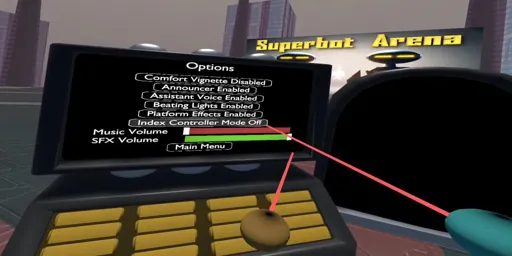 Superbot Arena
Options
Comfort Vignette Disabled
Announcer Enabled
Assistant Voice Enabled
Beating Lights Enabled
Platform Effects Enabled
Index Controller Mode Off
Music Volume
SFX Volume
Main Menu